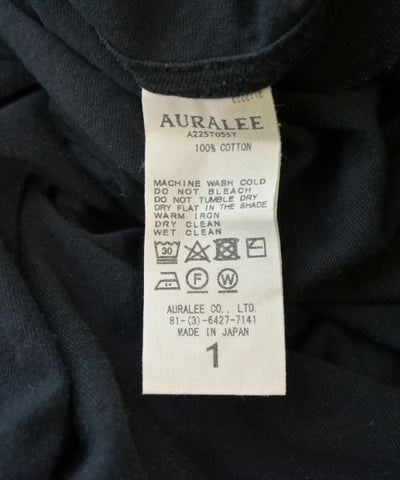 AURALEE
A22ST05ST
100% COTTON
MACHINE WASH COLD
DO NOT BLEACH
DO NOT TUMBLE DRY
DRY FLAT IN THE SHADE
WARM IRON
DRY CLEAN
WET CLEAN
30
F W
AURALEE CO., LTD.
81-(3)-6427-7141
MADE IN JAPAN
1